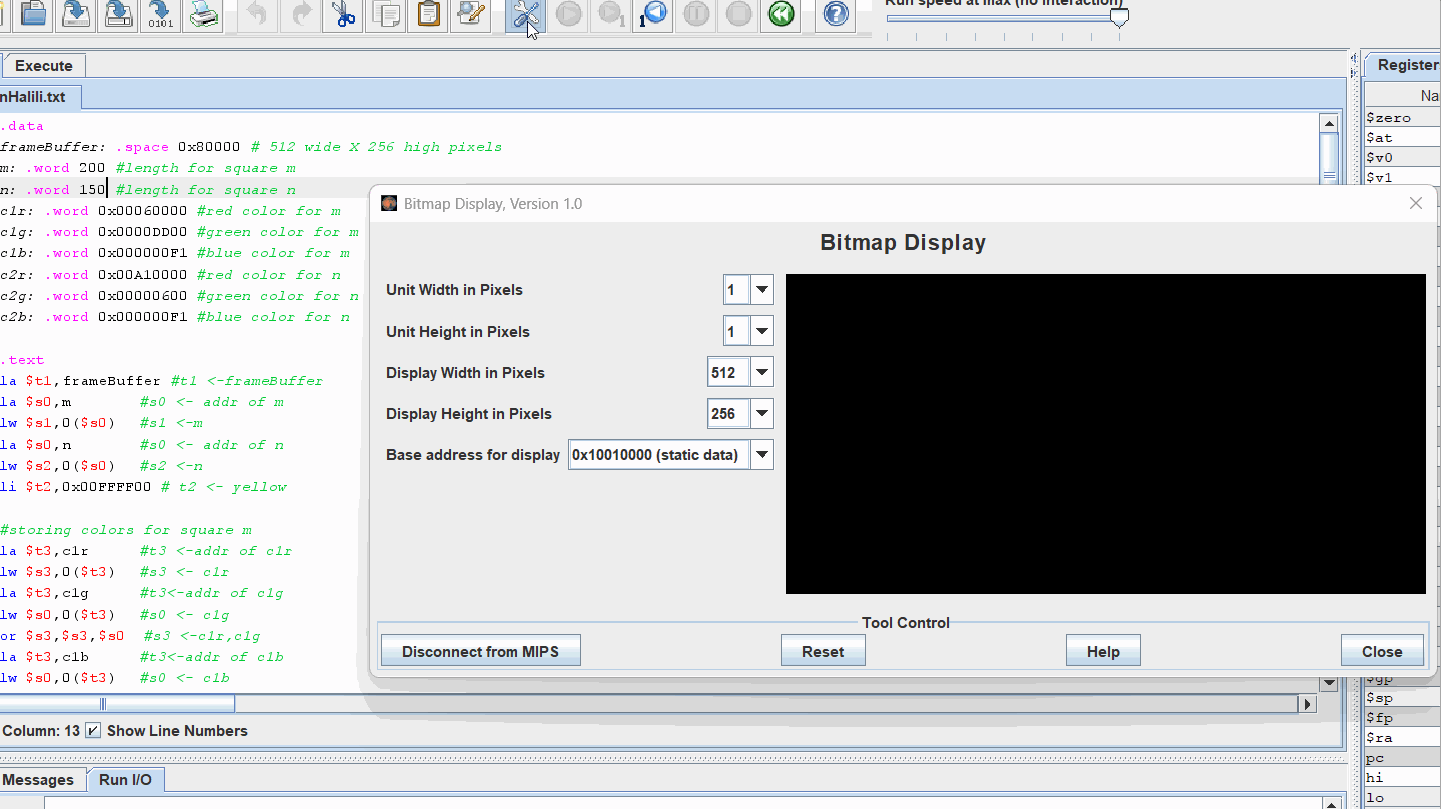 Run speed at max (no interaction)
0101
1
1
Execute
nHalili.txt
.data
frameBuffer: .space 0x80000 # 512 wide X 256 high pixels
m: .word 200 #length for square m
n: .word 150 #length for square n
c1r: .word 0x00060000 #red color for m
c1g: .word 0x0000DD00 #green color for m
c1b: .word 0x000000F1 #blue color for m
c2r: .word 0x00A10000 #red color for n
c2g: .word 0x00000600 #green color for n
c2b: .word 0x000000F1 #blue color for n
.text
la $t1,frameBuffer #t1 <-frameBuffer
la $s0,m #s0 <- addr of m
lw $s1,0($s0) #s1 <-m
la $s0,n #s0 <- addr of n
lw $s2,0($s0) #s2 <-n
li $t2,0x00FFFF00 # t2 <- yellow
#storing colors for square m
la $t3,c1r #t3 <-addr of c1r
lw $s3,0($t3) #s3 <- c1r
la $t3,c1g #t3<-addr of c1g
lw $s0,0($t3) #s0 <- c1g
or $s3,$s3,$s0 #s3 <-c1r,c1g
la $t3,c1b #t3<-addr of c1b
lw $s0,0($t3) #s0 <- c1b
Column: 13 Show Line Numbers
Messages Run I/O
Bitmap Display, Version 1.0
Bitmap Display
Unit Width in Pixels 1
Unit Height in Pixels 1
Display Width in Pixels 512
Display Height in Pixels 256
Base address for display 0x10010000 (static data)
Tool Control
Disconnect from MIPS Reset Help Close
Register
Na
$zero
$at
$v0
$v1
$gp
$sp
$fp
$ra
pc
hi
lo